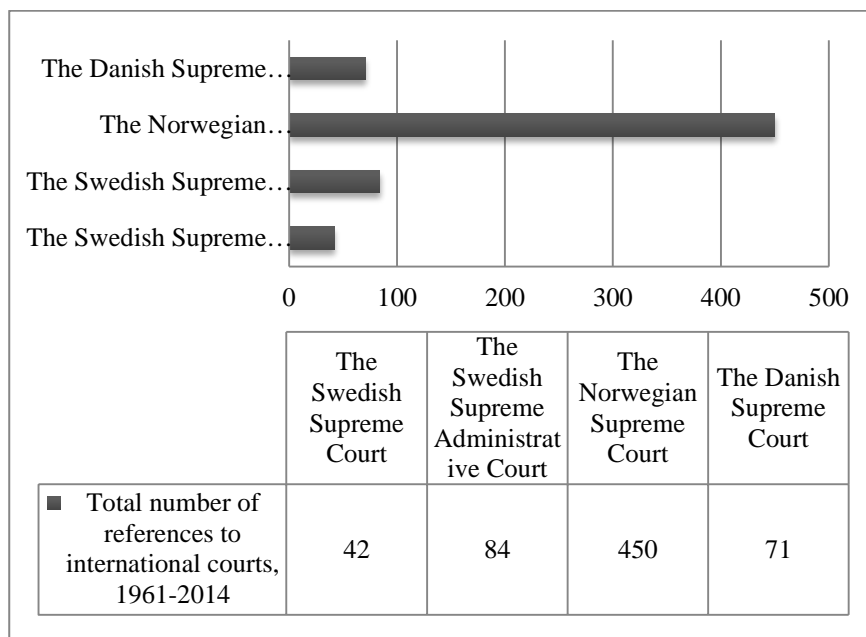 The Danish Supreme…
The Norwegian…
The Swedish Supreme…
The Swedish Supreme…
0 100 200 300 400 500
The
Swedish
Supreme
Court
The
Swedish
Supreme
Administrat
ive Court
The
Norwegian
Supreme
Court
The Danish
Supreme
Court
Total number of
references to
international courts,
1961-2014
42
84
450
71